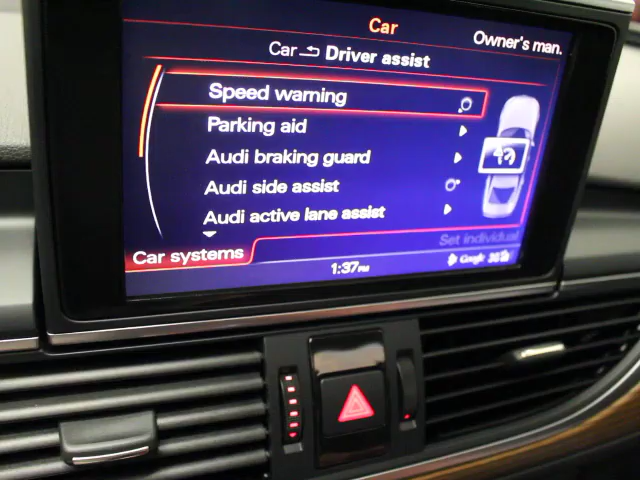 Car
Owner's man.
Car Driver assist
Speed warning
Parking aid
Audi braking guard
Audi side assist
Audi active lane assist
Set individual
Car systems
1:37PM
Google